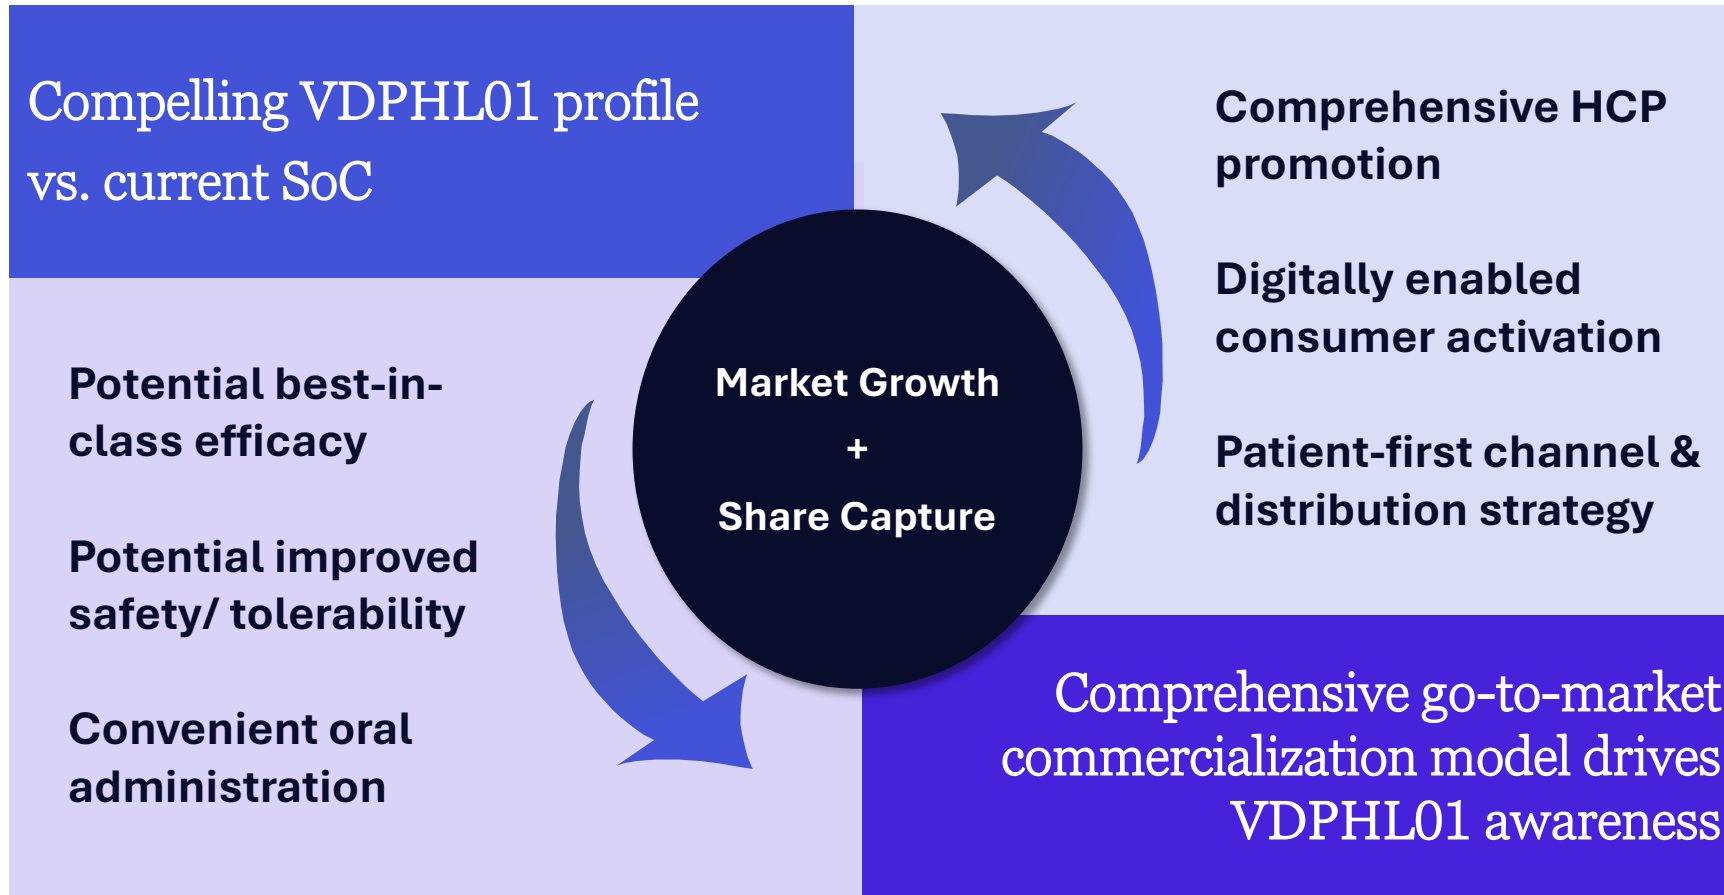 Compelling VDPHL01 profile
vs. current SoC
Potential best-in-
class efficacy
Potential improved
safety/ tolerability
Convenient oral
administration
Market Growth
+
Share Capture
Comprehensive HCP
promotion
Digitally enabled
consumer activation
Patient-first channel &
distribution strategy
Comprehensive go-to-market
commercialization model drives
VDPHL01 awareness